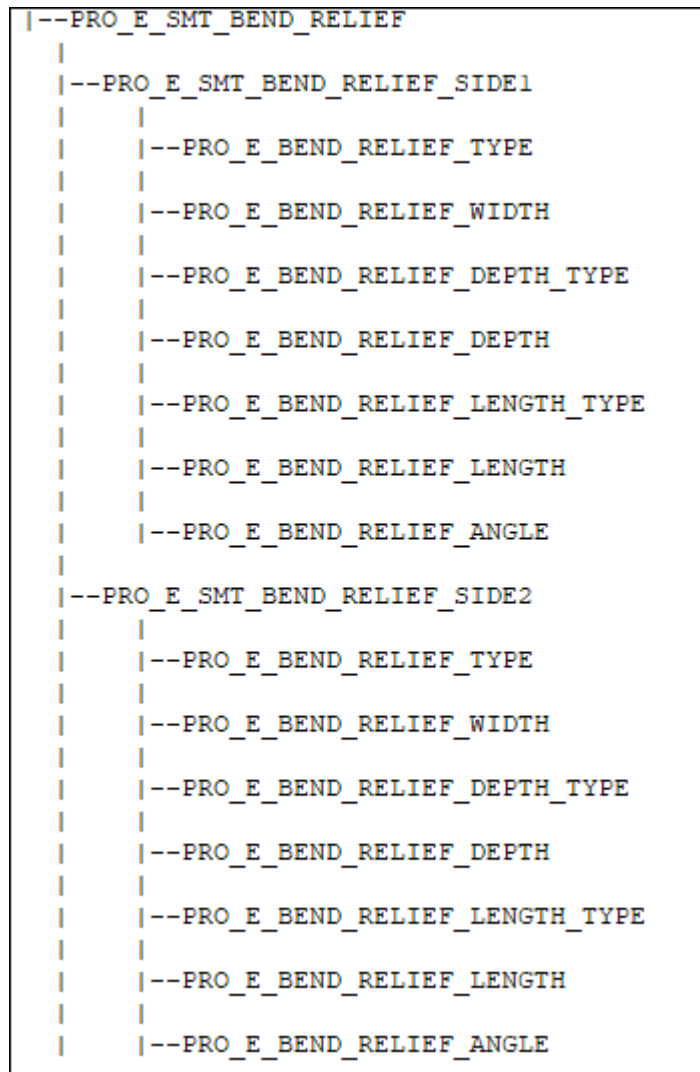 |--PRO_E_SMT_BEND_RELIEF
|
|--PRO_E_SMT_BEND_RELIEF_SIDE1
| |
| |--PRO_E_BEND_RELIEF_TYPE
| |
| |--PRO_E_BEND_RELIEF_WIDTH
| |
| |--PRO_E_BEND_RELIEF_DEPTH_TYPE
| |
| |--PRO_E_BEND_RELIEF_DEPTH
| |
| |--PRO_E_BEND_RELIEF_LENGTH_TYPE
| |
| |--PRO_E_BEND_RELIEF_LENGTH
| |
| |--PRO_E_BEND_RELIEF_ANGLE
|
|--PRO_E_SMT_BEND_RELIEF_SIDE2
| |
| |--PRO_E_BEND_RELIEF_TYPE
| |
| |--PRO_E_BEND_RELIEF_WIDTH
| |
| |--PRO_E_BEND_RELIEF_DEPTH_TYPE
| |
| |--PRO_E_BEND_RELIEF_DEPTH
| |
| |--PRO_E_BEND_RELIEF_LENGTH_TYPE
| |
| |--PRO_E_BEND_RELIEF_LENGTH
| |
| |--PRO_E_BEND_RELIEF_ANGLE